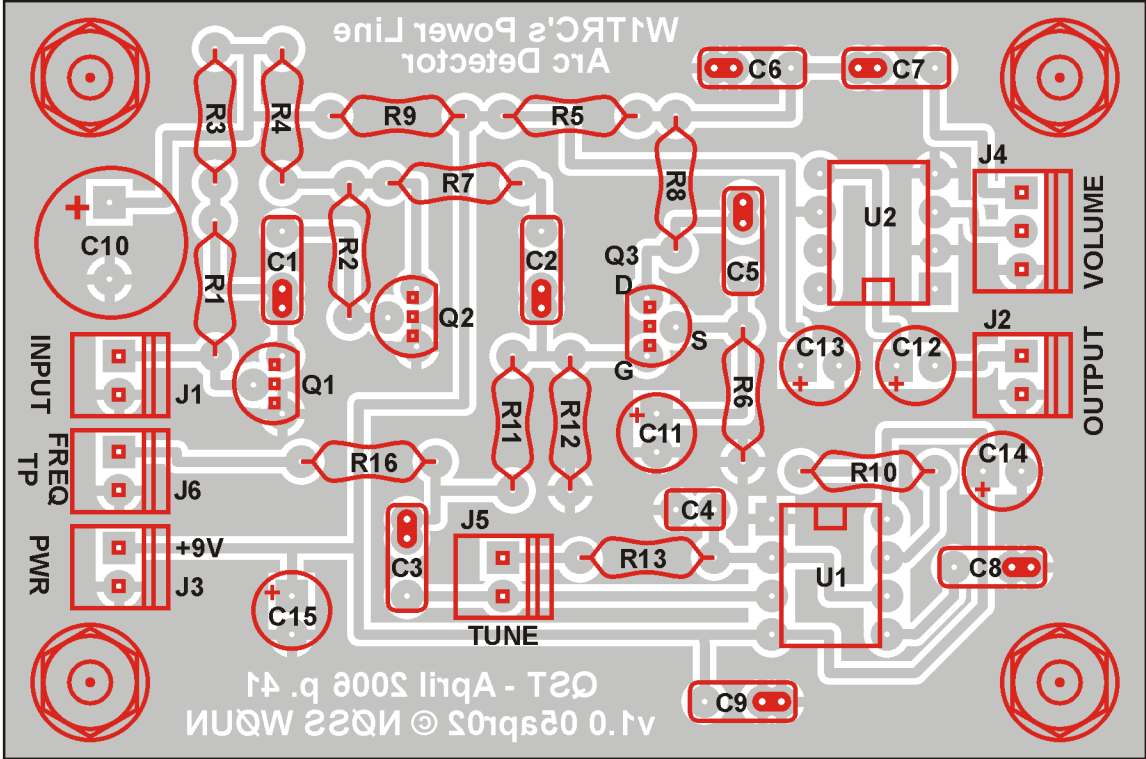 W1TRC's Power Line
Arc Detector
C6
C7
R3
R4
R9
R5
J4
R7
R8
U2
VOLUME
C10
C1
R2
C2
Q3
D
C5
R1
Q2
S
G
J2
C13
C12
INPUT
J1
Q1
R11
R12
C11
R6
OUTPUT
FREQ
TP
J6
R16
R10
C14
J5
C4
PWR
+9V
J3
C3
R13
U1
C8
C15
TUNE
QST - April 2006 p. 41
C9
v1.0 05apr02 © NØSS WØUN